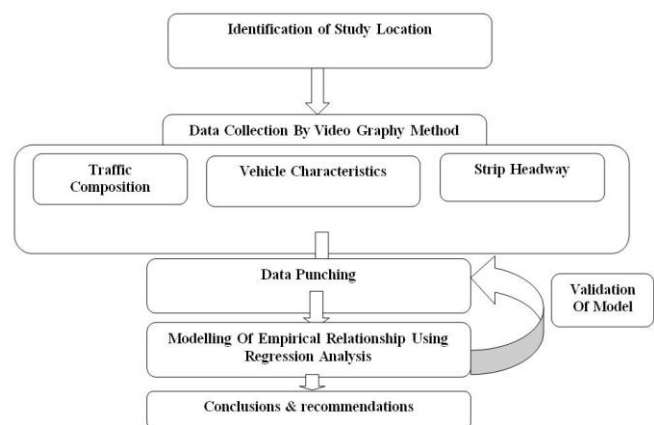 Identification of Study Location
Data Collection By Video Graphy Method
Traffic
Composition
Vehicle Characteristics
Strip Headway
Data Punching
Validation
Of Model
Modelling Of Empirical Relationship Using
Regression Analysis
Conclusions & recommendations